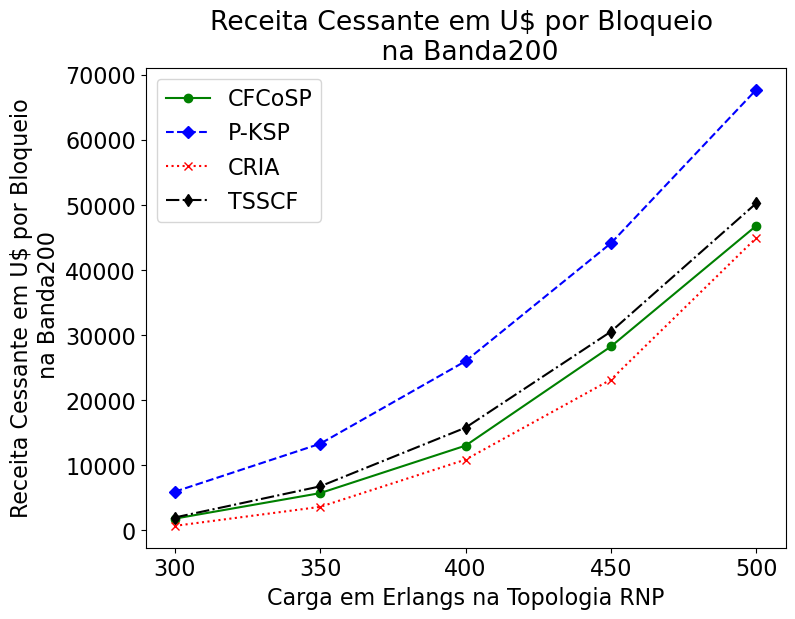 Receita Cessante em U$ por Bloqueio
na Banda200
Receita Cessante em U$ por Bloqueio
na Banda200
70000
60000
50000
40000
30000
20000
10000
0
CFCoSP
P-KSP
CRIA
TSSCF
300 350 400 450 500
Carga em Erlangs na Topologia RNP